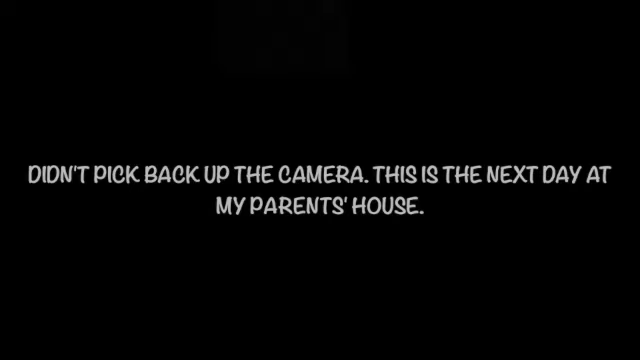 DIDN'T PICK BACK UP THE CAMERA. THIS IS THE NEXT DAY AT
MY PARENTS' HOUSE.